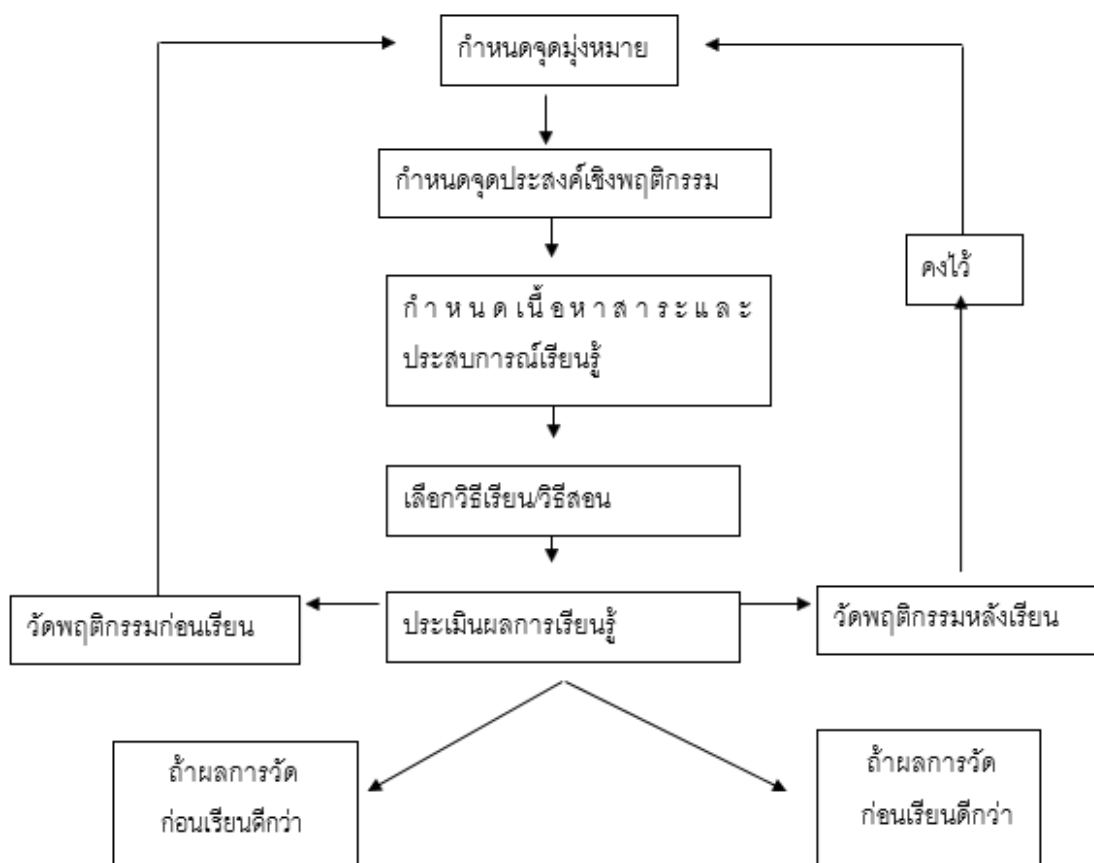 กำหนดจุดมุ่งหมาย
กำหนดจุดประสงค์เชิงพฤติกรรม
คงไว้
กำหนดเนื้อหาสาระและ
ประสบการณ์เรียนรู้
เลือกวิธีเรียน/วิธีสอน
วัดพฤติกรรมก่อนเรียน
ประเมินผลการเรียนรู้
วัดพฤติกรรมหลังเรียน
ถ้าผลการวัด
ก่อนเรียนดีกว่า
ถ้าผลการวัด
ก่อนเรียนดีกว่า